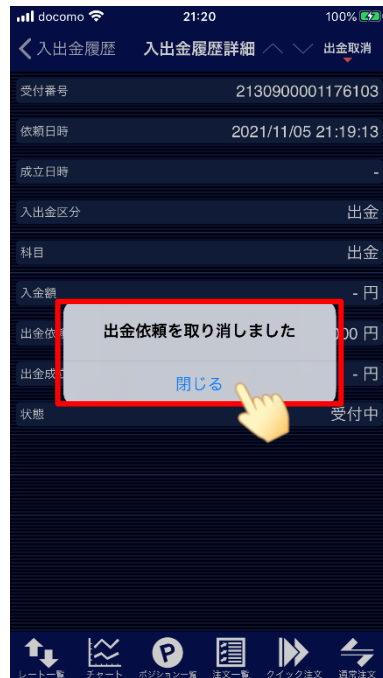 docomo 21:20 100%
入出金履歴 入出金履歴詳細 出金取消
受付番号 2130900001176103
依頼日時 2021/11/05 21:19:13
成立日時 -
入出金区分 出金
科目 出金
入金額 - 円
出金依 000 円
出金依頼を取り消しました
出金成 - 円
閉じる
状態 受付中
レート一覧 チャート ポジション一覧 注文一覧 クイック注文 通常注文